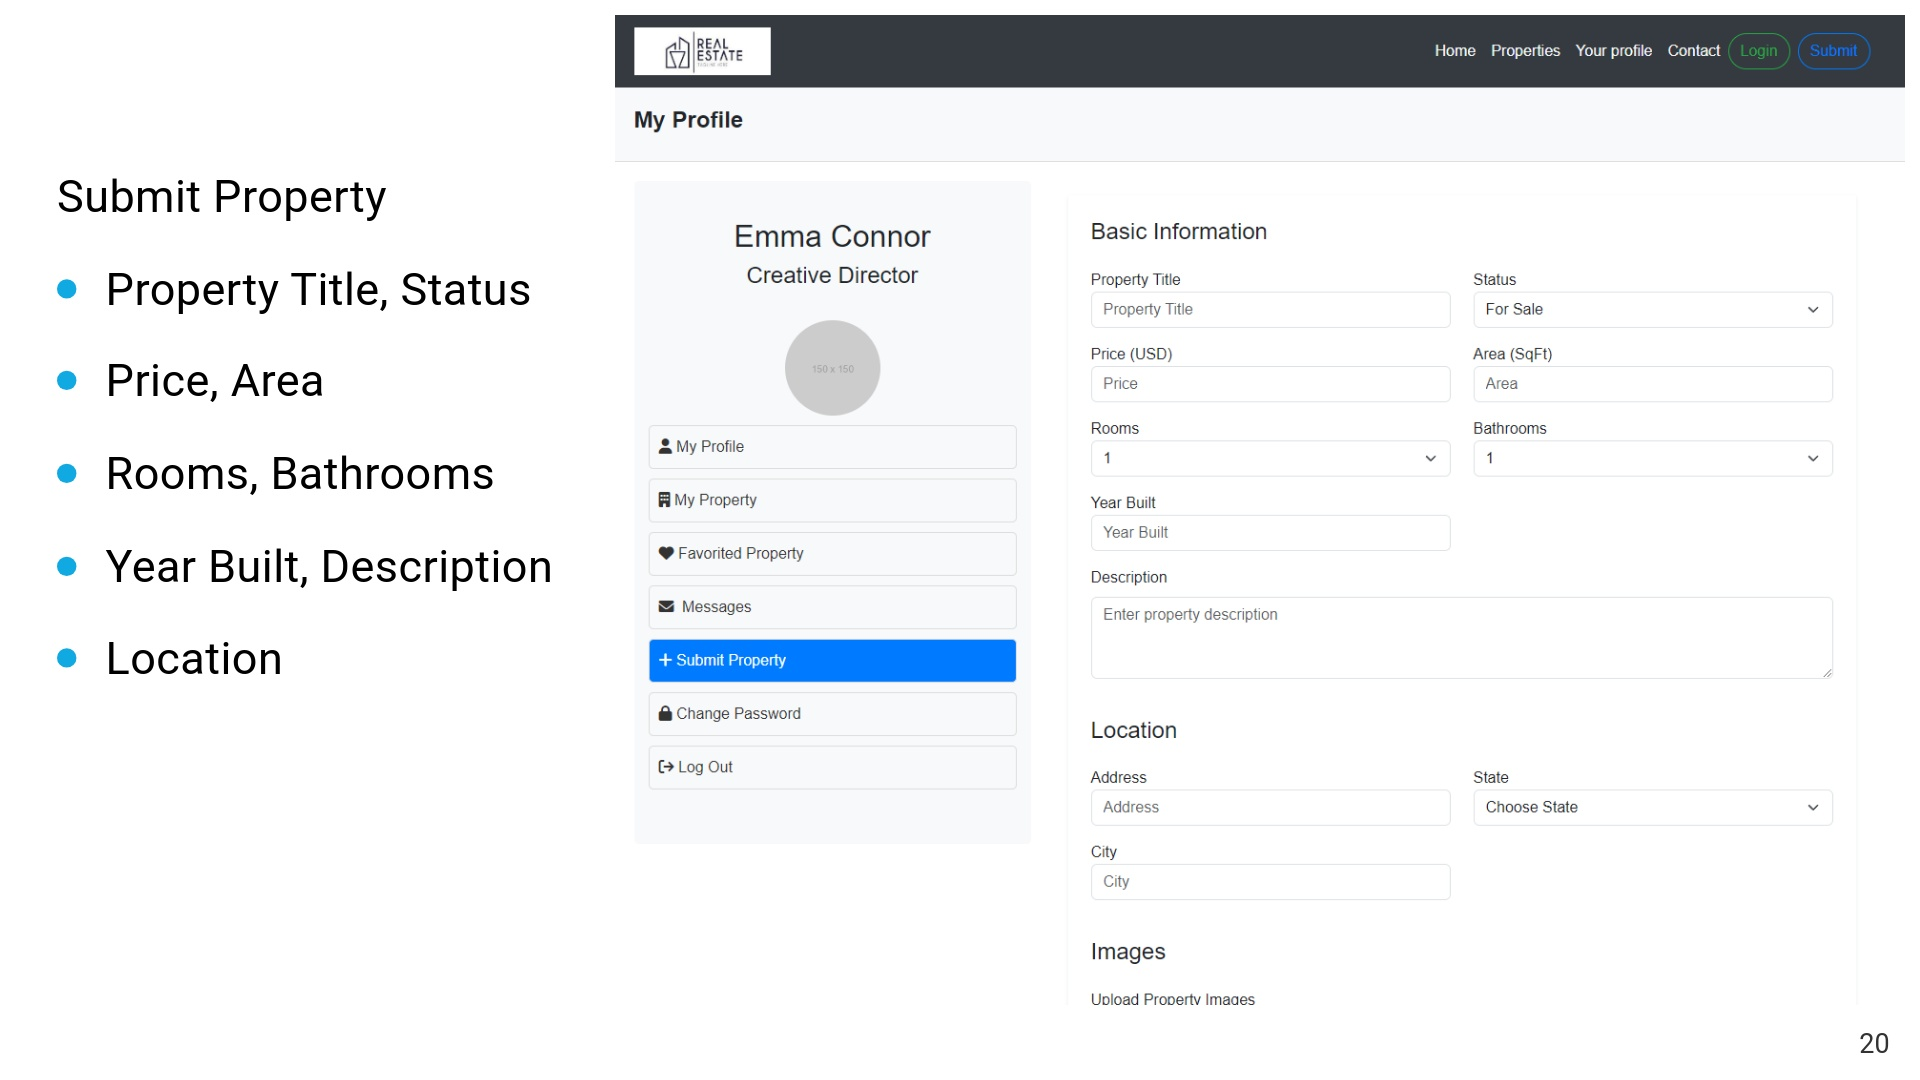 Submit Property
Property Title, Status
Price, Area
Rooms, Bathrooms
Year Built, Description
Location
REAL
ESTATE
Home Properties Your profile Contact Login Submit
My Profile
Emma Connor
Creative Director
150 x 150
My Profile
My Property
Favorited Property
Messages
Submit Property
Change Password
Log Out
Basic Information
Property Title Status
Property Title For Sale
Price (USD) Area (SqFt)
Price Area
Rooms Bathrooms
1 1
Year Built
Year Built
Description
Enter property description
Location
Address State
Address Choose State
City
City
Images
Upload Property Images
20